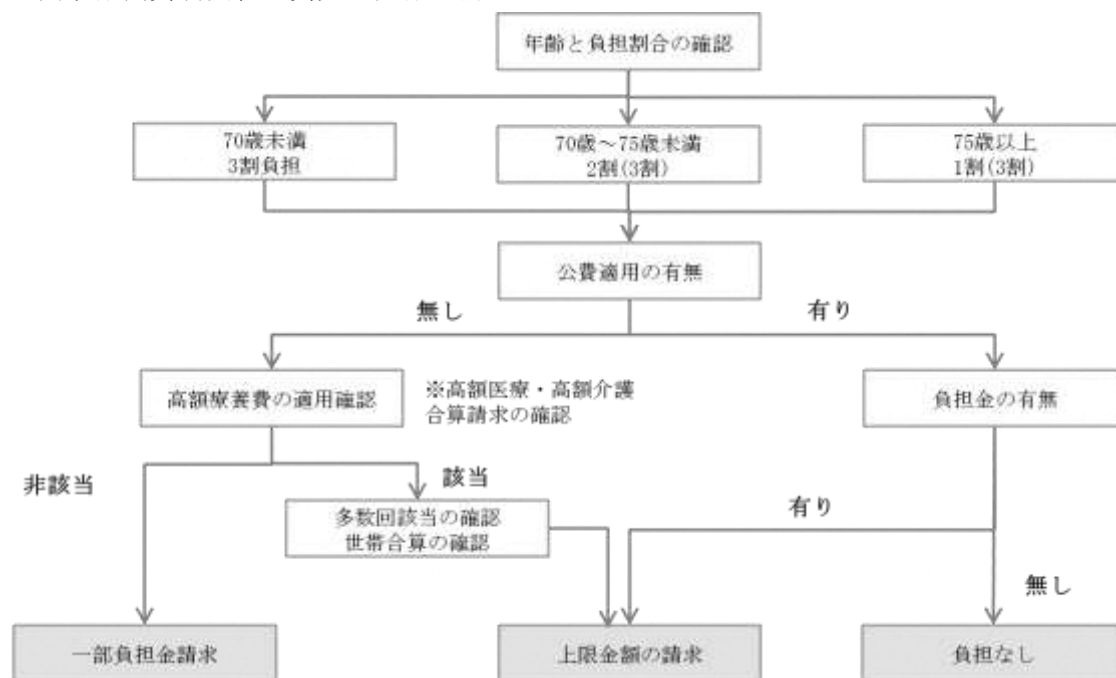 年齢と負担割合の確認
70歳未満
3割負担
70歳～75歳未満
2割(3割)
75歳以上
1割(3割)
公費適用の有無
無し
有り
高額療養費の適用確認
※高額医療・高額介護
合算請求の確認
負担金の有無
非該当
該当
多数回該当の確認
世帯合算の確認
有り
無し
一部負担金請求
上限金額の請求
負担なし